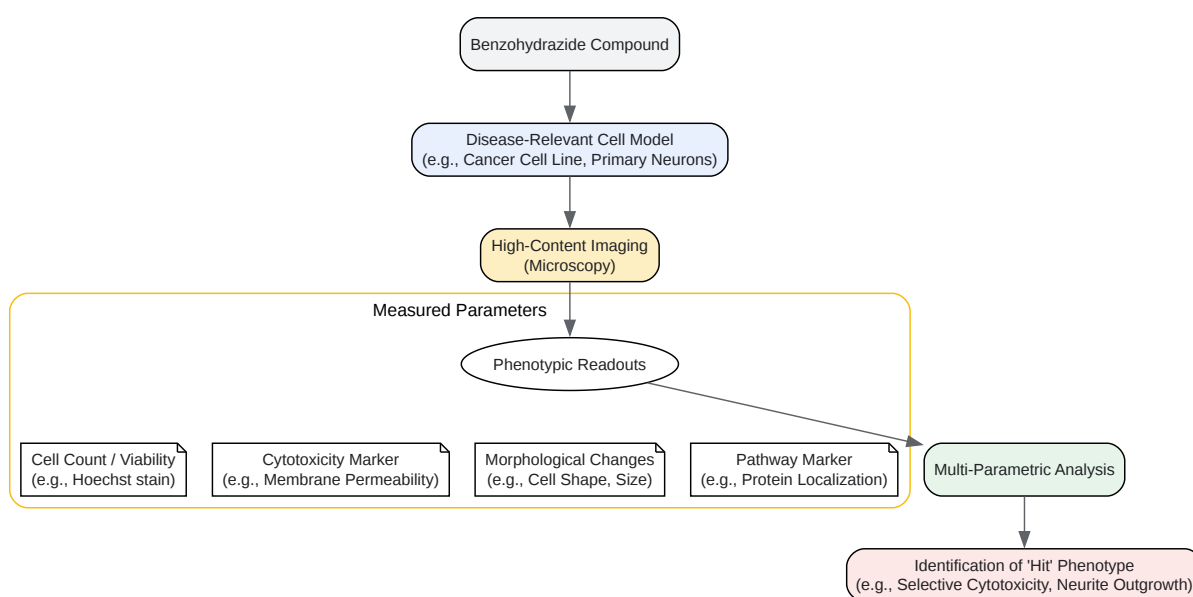 Benzohydrazide Compound
Disease-Relevant Cell Model
(e.g., Cancer Cell Line, Primary Neurons)
High-Content Imaging
(Microscopy)
Measured Parameters
Phenotypic Readouts
Cell Count / Viability
(e.g., Hoechst stain)
Cytotoxicity Marker
(e.g., Membrane Permeability)
Morphological Changes
(e.g., Cell Shape, Size)
Pathway Marker
(e.g., Protein Localization)
Multi-Parametric Analysis
Identification of 'Hit' Phenotype
(e.g., Selective Cytotoxicity, Neurite Outgrowth)